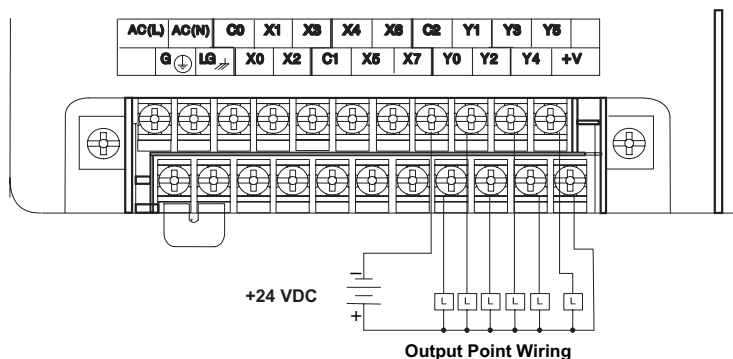 AC(L) AC(N) C0 X1 X3 X4 X6 C2 Y1 Y3 Y5
G LG X0 X2 C1 X5 X7 Y0 Y2 Y4 +V
–
+24 VDC
+
L L L L L L
Output Point Wiring